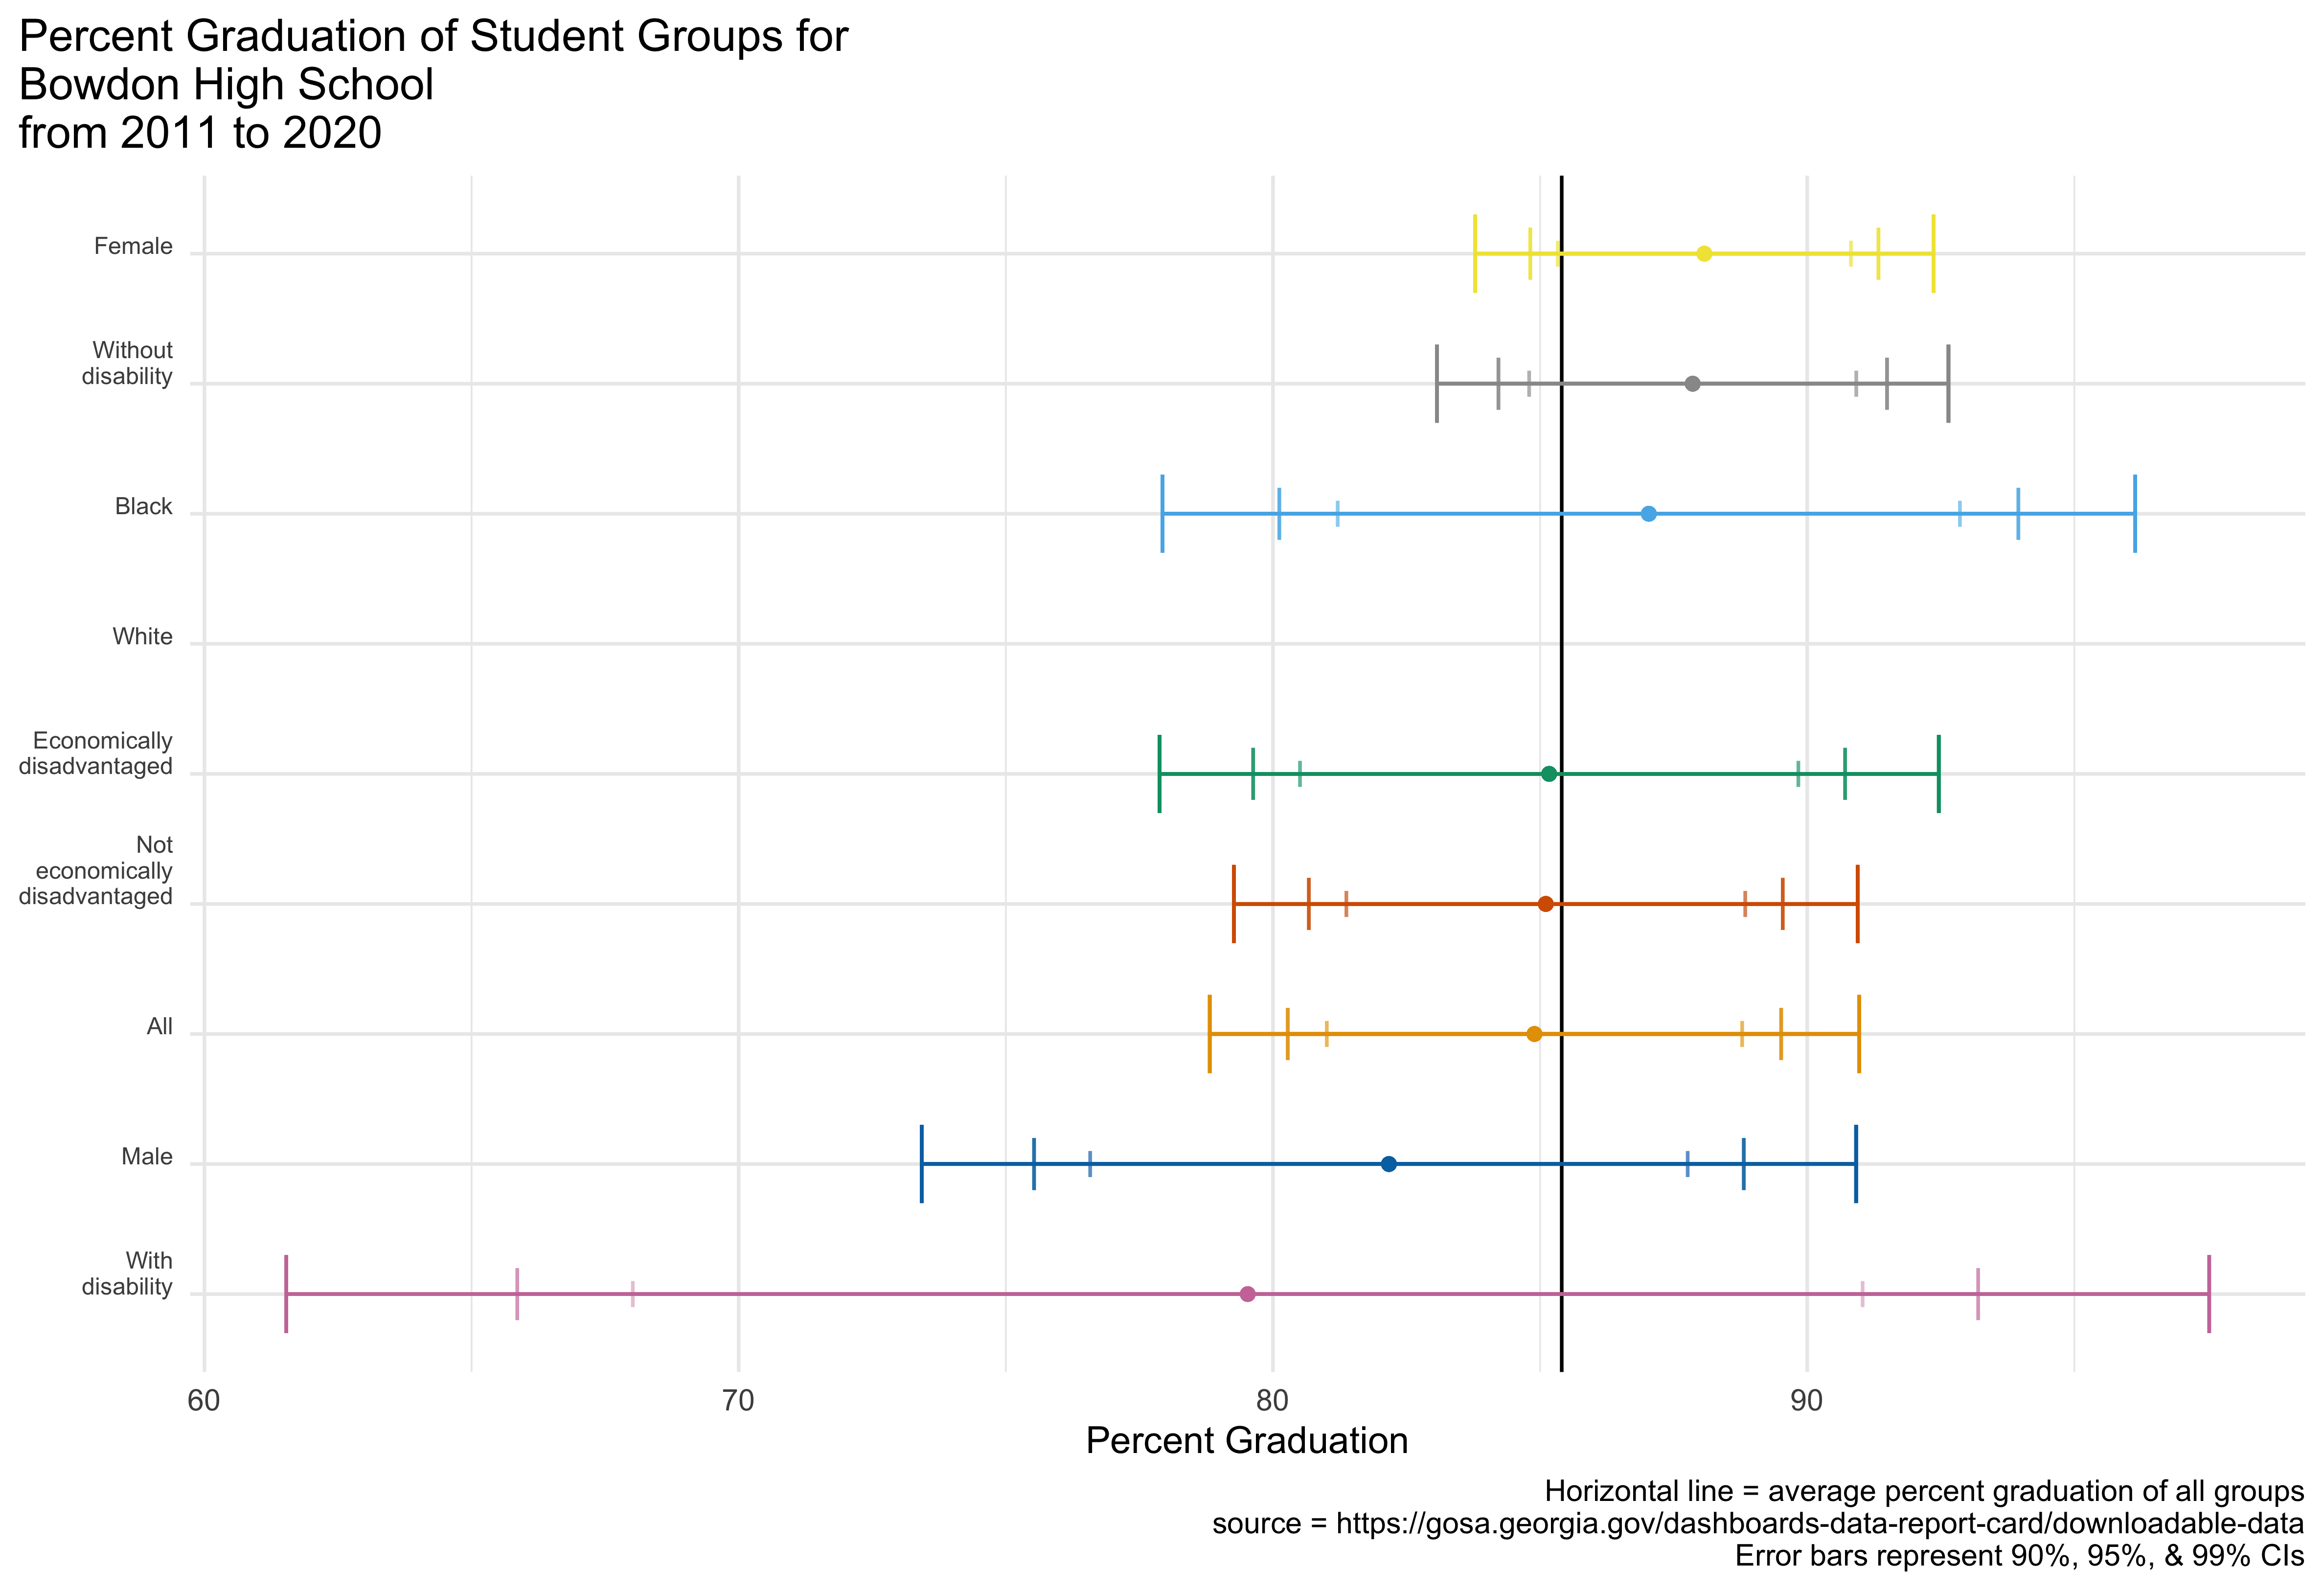 Percent Graduation of Student Groups for
Bowdon High School
from 2011 to 2020
Female
Without
disability
Black
White
Economically
disadvantaged
Not
economically
disadvantaged
All
Male
With
disability
60
70
80
90
Percent Graduation
Horizontal line = average percent graduation of all groups
source = https://gosa.georgia.gov/dashboards-data-report-card/downloadable-data
Error bars represent 90%, 95%, & 99% CIs